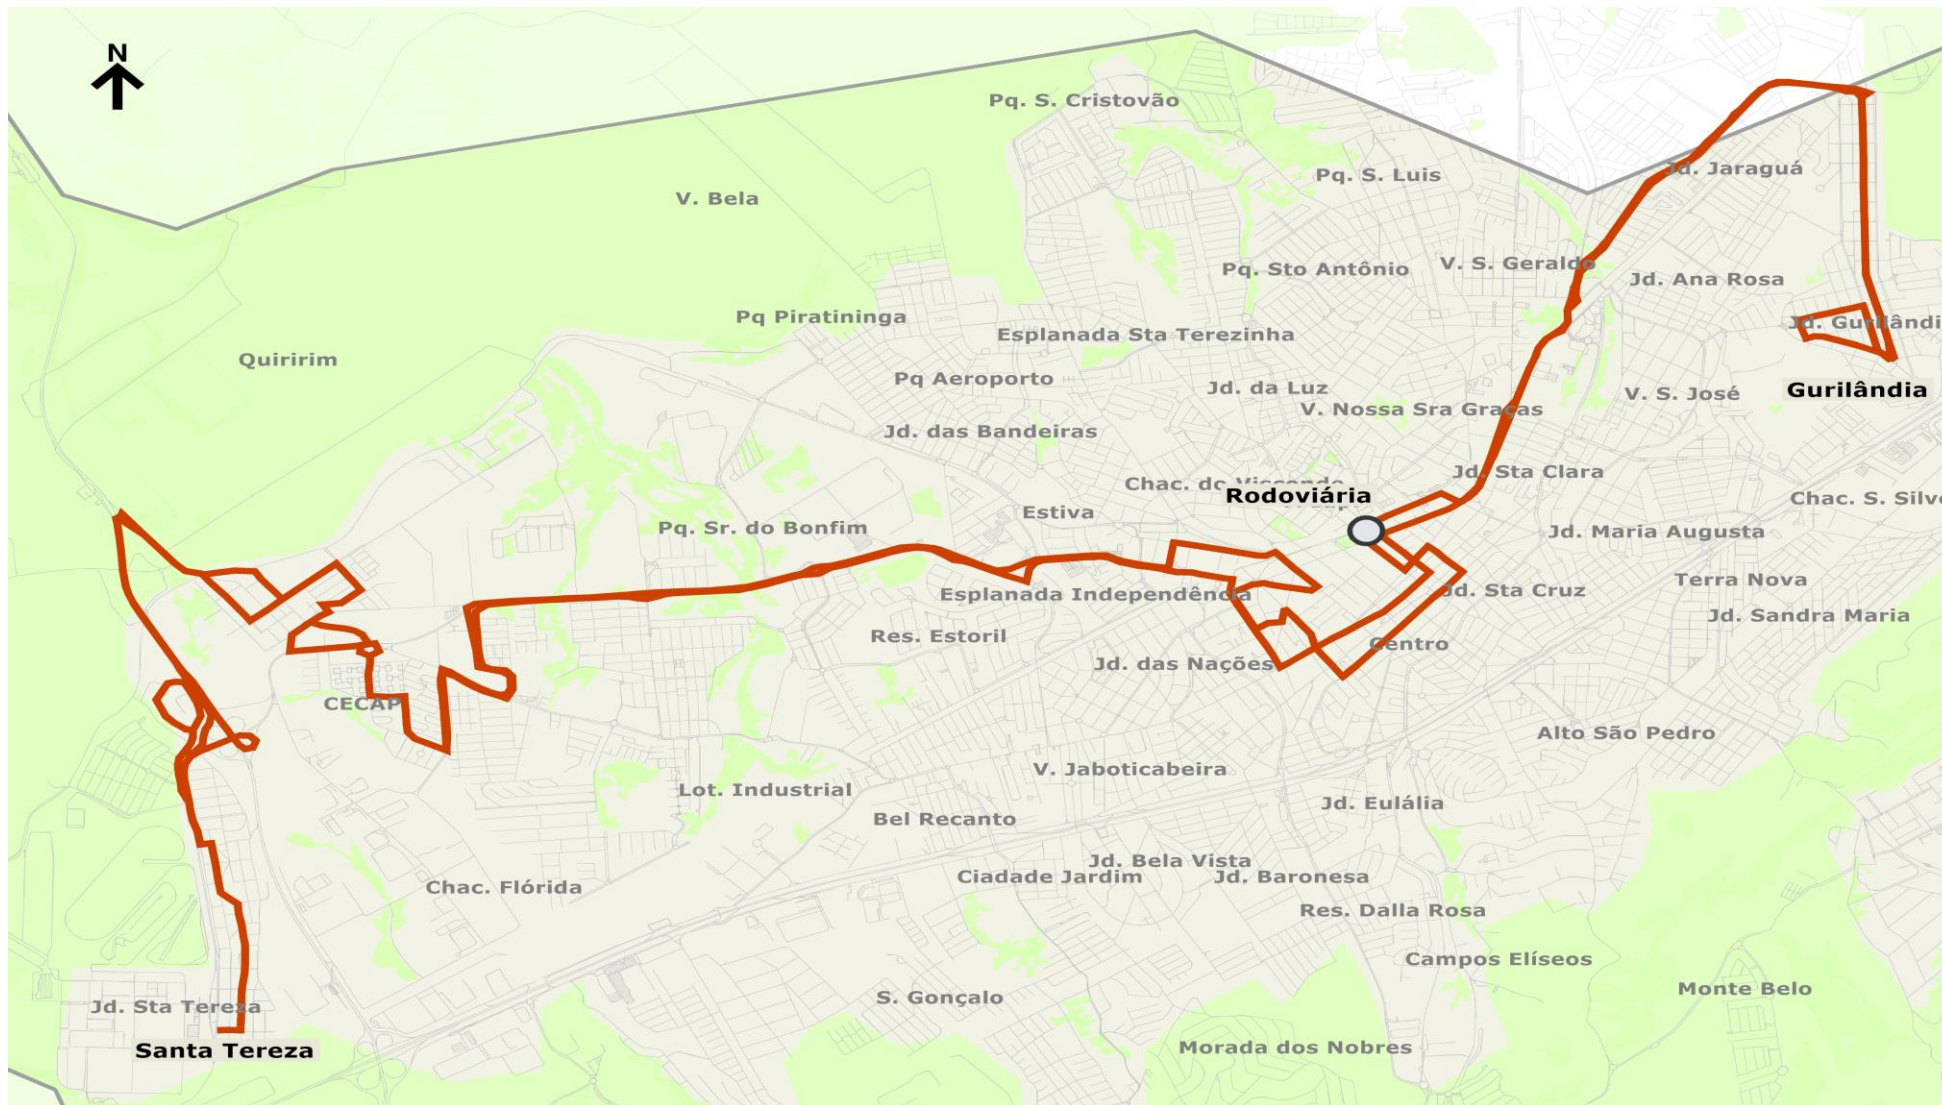 N
Pq. S. Cristovão
Jd. Jaraguá
Pq. S. Luis
V. Bela
Pq. Sto Antônio
V. S. Geraldo
Jd. Ana Rosa
Pq Piratininga
Jd. Gurilândi
Esplanada Sta Terezinha
Quiririm
Pq Aeroporto
Jd. da Luz
Gurilândia
V. S. José
V. Nossa Sra Graças
Jd. das Bandeiras
Jd. Sta Clara
Chac. do Visconde
Rodoviária
Chac. S. Silv
Estiva
Pq. Sr. do Bonfim
Jd. Maria Augusta
Terra Nova
Esplanada Independência
Jd. Sta Cruz
Jd. Sandra Maria
Res. Estoril
Centro
Jd. das Nações
CECAP
Alto São Pedro
V. Jaboticabeira
Lot. Industrial
Jd. Eulália
Bel Recanto
Jd. Bela Vista
Ciadade Jardim
Jd. Baronesa
Chac. Flórida
Res. Dalla Rosa
Campos Elíseos
Monte Belo
S. Gonçalo
Jd. Sta Tereza
Santa Tereza
Morada dos Nobres